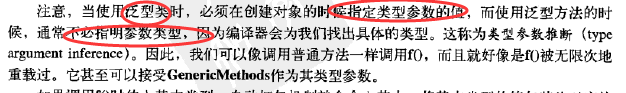 注意，当使用泛型类时，必须在创建对象的时候指定类型参数的值，而使用泛型方法的时
候，通常不必指明参数类型，因为编译器会为我们找出具体的类型。这称为类型参数推断（type
argument inference）。因此，我们可以像调用普通方法一样调用f()，而且就好像是f()被无限次地
重载过。它甚至可以接受GenericMethods作为其类型参数。